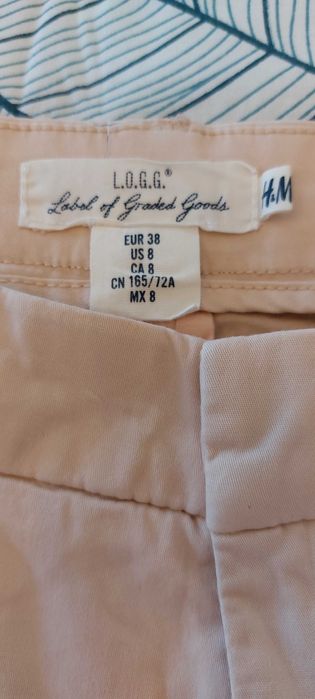 L.O.G.G.®
Label of Graded Goods
H&M
EUR 38
US 8
CA 8
CN 165/72A
MX 8